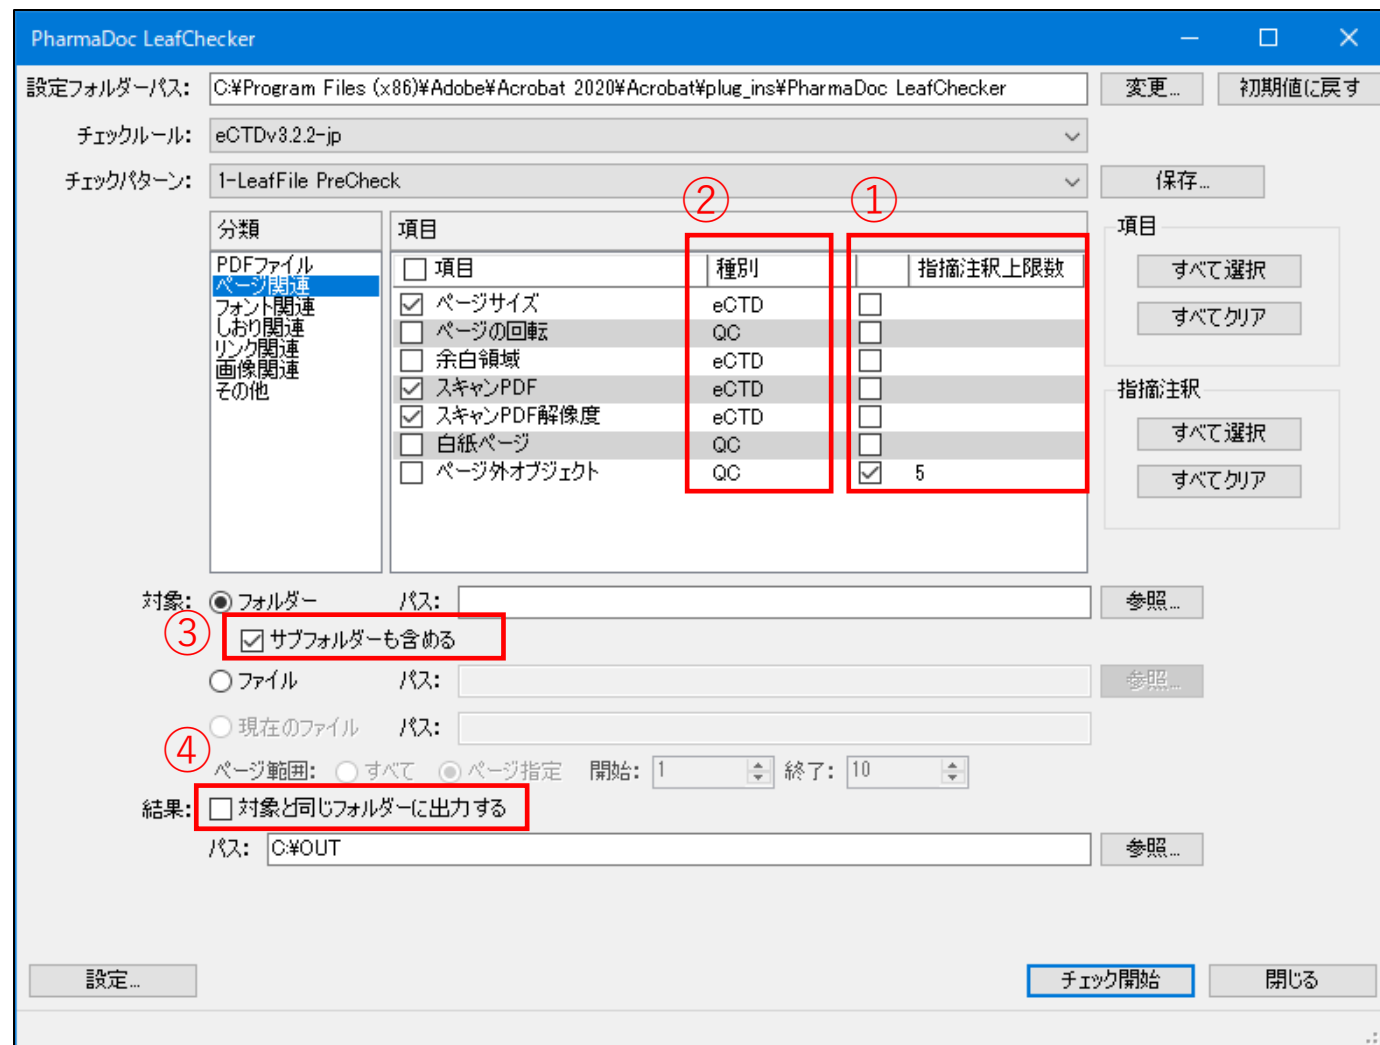 PharmaDoc LeafChecker
設定フォルダーパス: C:¥Program Files (x86)¥Adobe¥Acrobat 2020¥Acrobat¥plug_ins¥PharmaDoc LeafChecker 変更... 初期値に戻す
チェックルール: eCTDv3.2.2-jp
チェックパターン: 1-LeafFile PreCheck 保存...
② ①
分類 項目 項目
PDFファイル
ページ関連
フォント関連
しおり関連
リンク関連
画像関連
その他
項目 種別 指摘注釈上限数
ページサイズ eCTD
ページの回転 QC
余白領域 eCTD
スキャンPDF eCTD
スキャンPDF解像度 eCTD
白紙ページ QC
ページ外オブジェクト QC 5
すべて選択
すべてクリア
指摘注釈
すべて選択
すべてクリア
対象: フォルダー パス: 参照...
③ サブフォルダーも含める
ファイル パス: 参照...
現在のファイル パス:
④
ページ範囲: すべて ページ指定 開始: 1 終了: 10
結果: 対象と同じフォルダーに出力する
パス: C:¥OUT 参照...
設定... チェック開始 閉じる